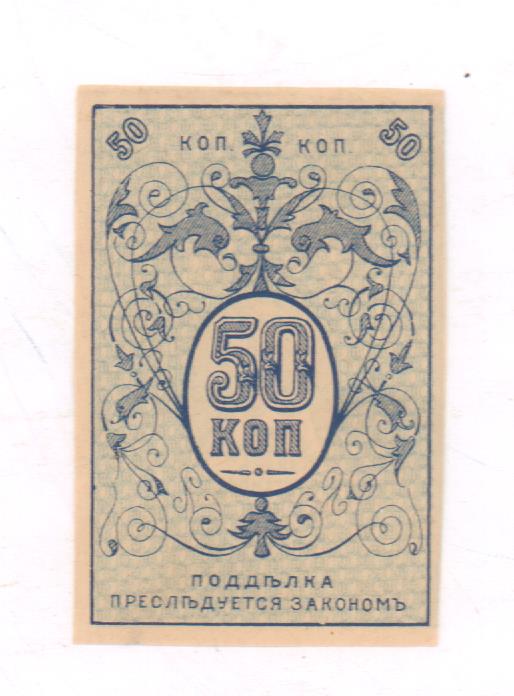 50 КОП. КОП. 50
50
КОП
ПОДДѢЛКА
ПРЕСЛѢДУЕТСЯ ЗАКОНОМЪ